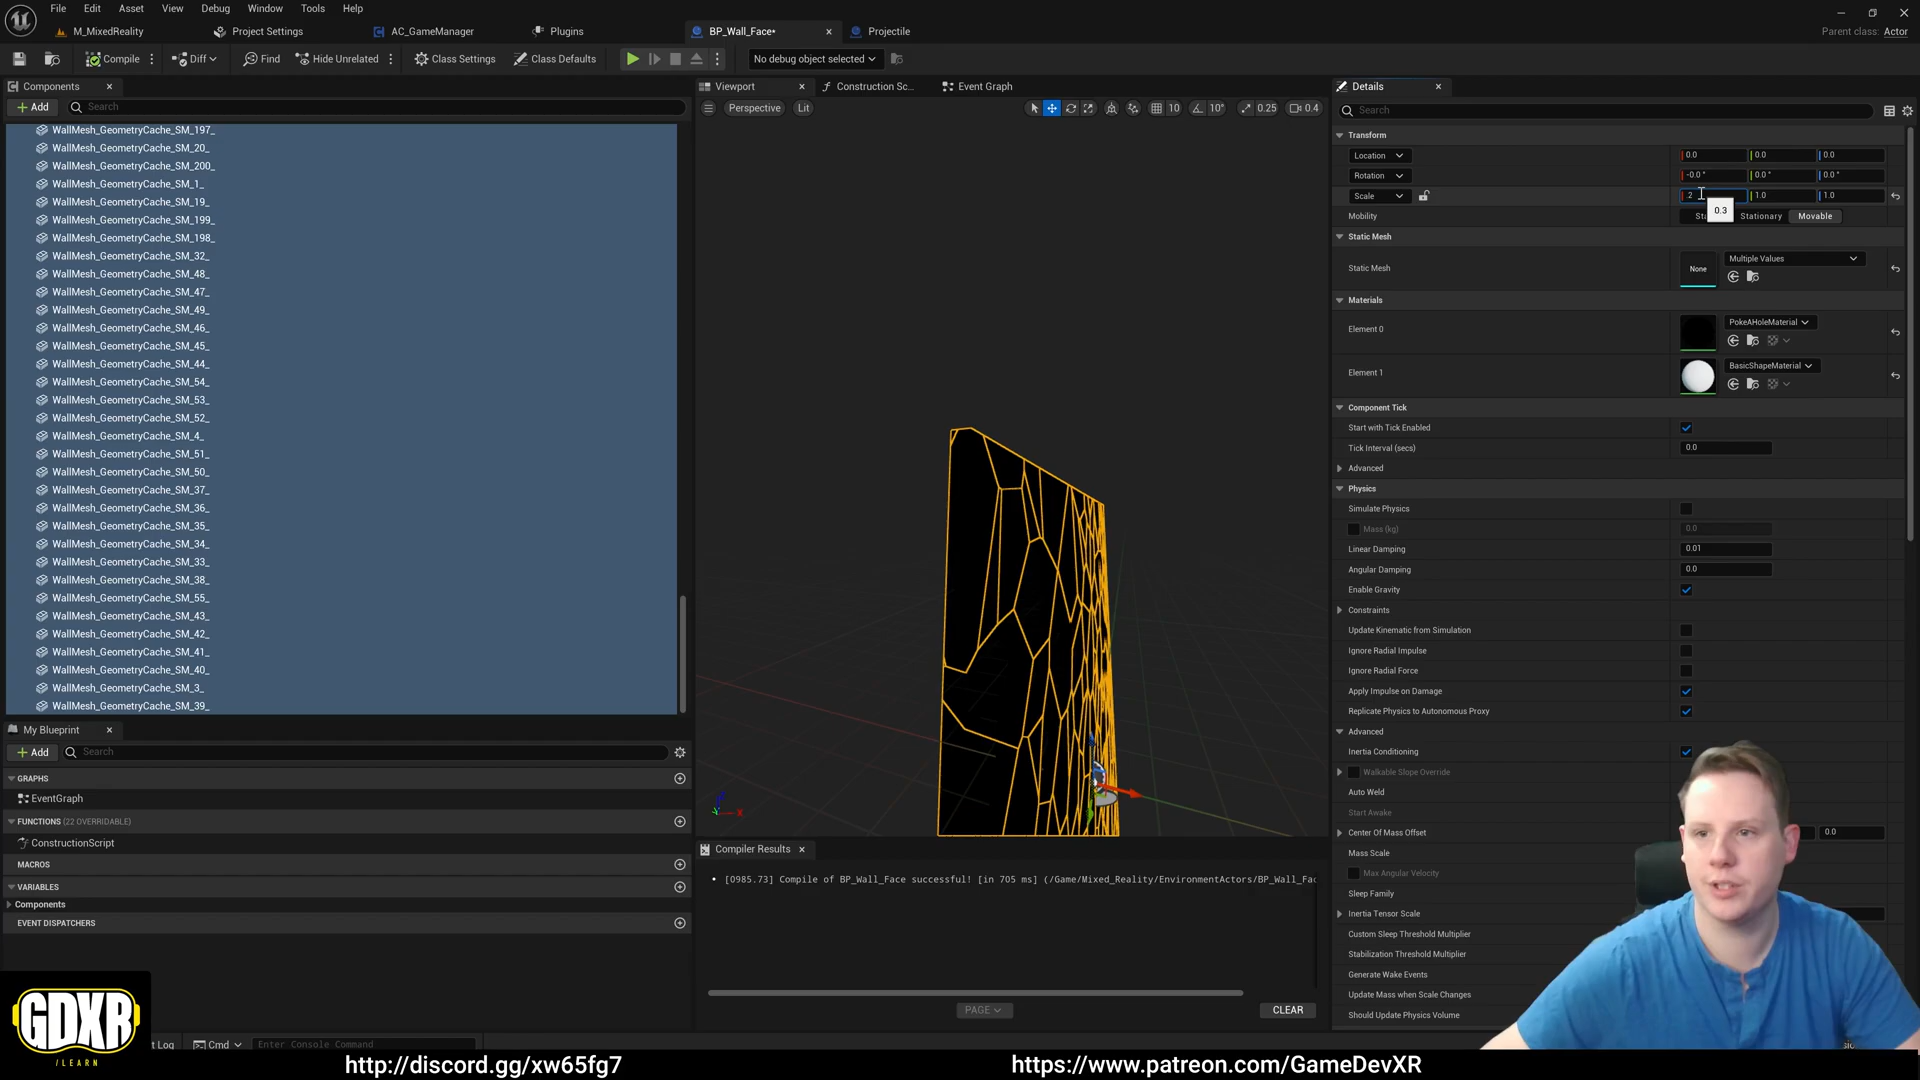 File Edit Asset View Debug Window Tools Help
M_MixedReality Project Settings AC_GameManager Plugins BP_Wall_Face* Projectile
Parent class: Actor
Compile Diff Find Hide Unrelated Class Settings Class Defaults No debug object selected
Components
Add Search
WallMesh_GeometryCache_SM_197_
WallMesh_GeometryCache_SM_20_
WallMesh_GeometryCache_SM_200_
WallMesh_GeometryCache_SM_1_
WallMesh_GeometryCache_SM_19_
WallMesh_GeometryCache_SM_199_
WallMesh_GeometryCache_SM_198_
WallMesh_GeometryCache_SM_32_
WallMesh_GeometryCache_SM_48_
WallMesh_GeometryCache_SM_47_
WallMesh_GeometryCache_SM_49_
WallMesh_GeometryCache_SM_46_
WallMesh_GeometryCache_SM_45_
WallMesh_GeometryCache_SM_44_
WallMesh_GeometryCache_SM_54_
WallMesh_GeometryCache_SM_53_
WallMesh_GeometryCache_SM_52_
WallMesh_GeometryCache_SM_4_
WallMesh_GeometryCache_SM_51_
WallMesh_GeometryCache_SM_50_
WallMesh_GeometryCache_SM_37_
WallMesh_GeometryCache_SM_36_
WallMesh_GeometryCache_SM_35_
WallMesh_GeometryCache_SM_34_
WallMesh_GeometryCache_SM_33_
WallMesh_GeometryCache_SM_38_
WallMesh_GeometryCache_SM_55_
WallMesh_GeometryCache_SM_43_
WallMesh_GeometryCache_SM_42_
WallMesh_GeometryCache_SM_41_
WallMesh_GeometryCache_SM_40_
WallMesh_GeometryCache_SM_3_
WallMesh_GeometryCache_SM_39_
My Blueprint
Add Search
GRAPHS
EventGraph
FUNCTIONS (22 OVERRIDABLE)
ConstructionScript
MACROS
VARIABLES
Components
EVENT DISPATCHERS
Viewport Construction Sc... Event Graph
Perspective Lit 10 10° 0.25 0.4
X
Compiler Results
[0985.73] Compile of BP_Wall_Face successful! [in 705 ms] (/Game/Mixed_Reality/EnvironmentActors/BP_Wall_Fac
PAGE CLEAR
Details
Search
Transform
Location 0.0 0.0 0.0
Rotation -0.0 ° 0.0 ° 0.0 °
Scale .2 1.0 1.0
0.3
Mobility Stationary Movable
Static Mesh
Static Mesh None Multiple Values
Materials
Element 0 PokeAHoleMaterial
Element 1 BasicShapeMaterial
Component Tick
Start with Tick Enabled
Tick Interval (secs) 0.0
Advanced
Physics
Simulate Physics
Mass (kg) 0.0
Linear Damping 0.01
Angular Damping 0.0
Enable Gravity
Constraints
Update Kinematic from Simulation
Ignore Radial Impulse
Ignore Radial Force
Apply Impulse on Damage
Replicate Physics to Autonomous Proxy
Advanced
Inertia Conditioning
Walkable Slope Override
Auto Weld
Start Awake
Center Of Mass Offset 0.0
Mass Scale
Max Angular Velocity
Sleep Family
Inertia Tensor Scale
Custom Sleep Threshold Multiplier
Stabilization Threshold Multiplier
Generate Wake Events
Update Mass when Scale Changes
Should Update Physics Volume
GDXR
/LEARN
t Log Cmd Enter Console Command
http://discord.gg/xw65fg7
https://www.patreon.com/GameDevXR